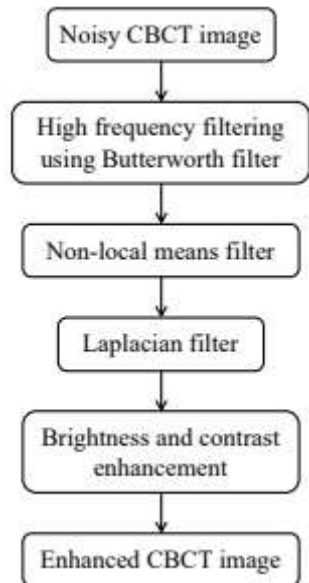 Noisy CBCT image
High frequency filtering
using Butterworth filter
Non-local means filter
Laplacian filter
Brightness and contrast
enhancement
Enhanced CBCT image